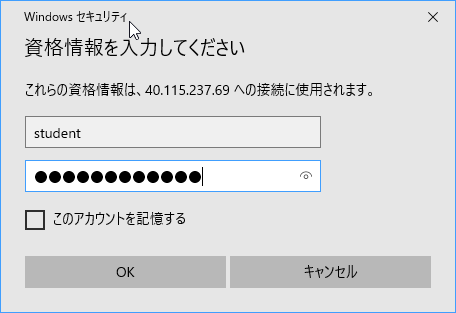 Windows セキュリティ
資格情報を入力してください
これらの資格情報は、40.115.237.69 への接続に使用されます。
student
●●●●●●●●●●●●
このアカウントを記憶する
OK
キャンセル